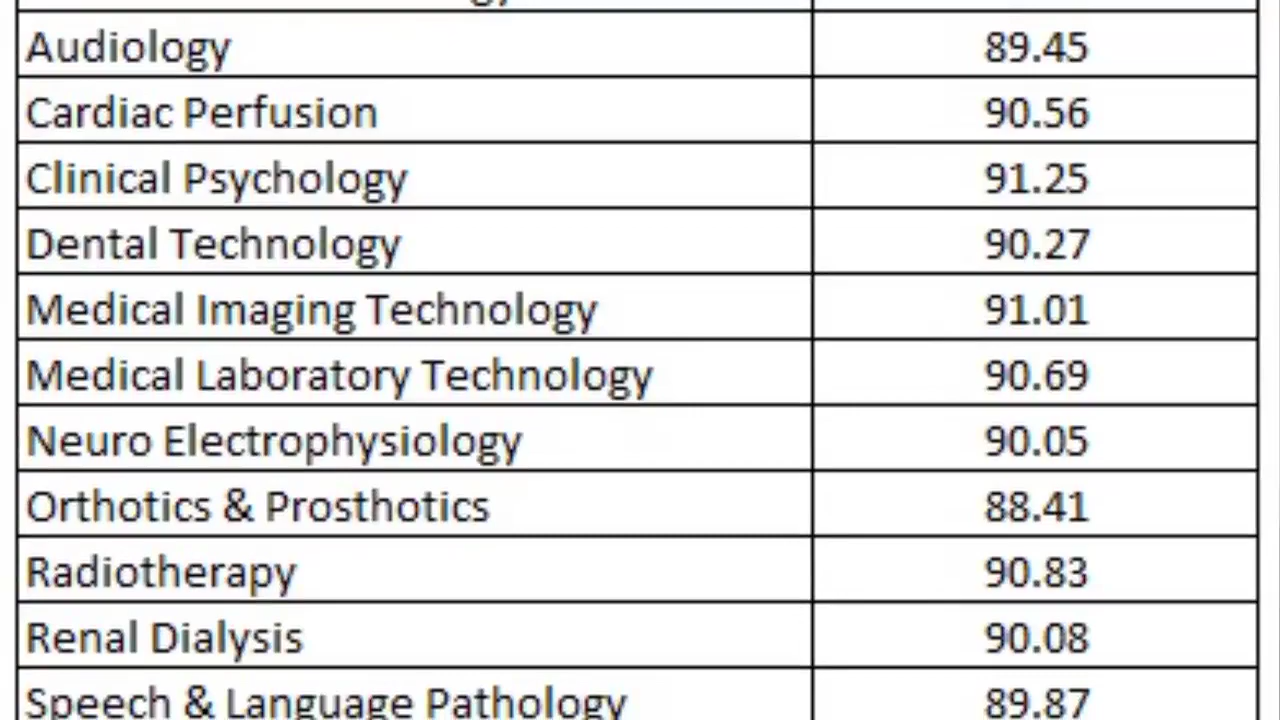 Audiology 89.45
Cardiac Perfusion 90.56
Clinical Psychology 91.25
Dental Technology 90.27
Medical Imaging Technology 91.01
Medical Laboratory Technology 90.69
Neuro Electrophysiology 90.05
Orthotics & Prosthotics 88.41
Radiotherapy 90.83
Renal Dialysis 90.08
Speech & Language Pathology 89.87